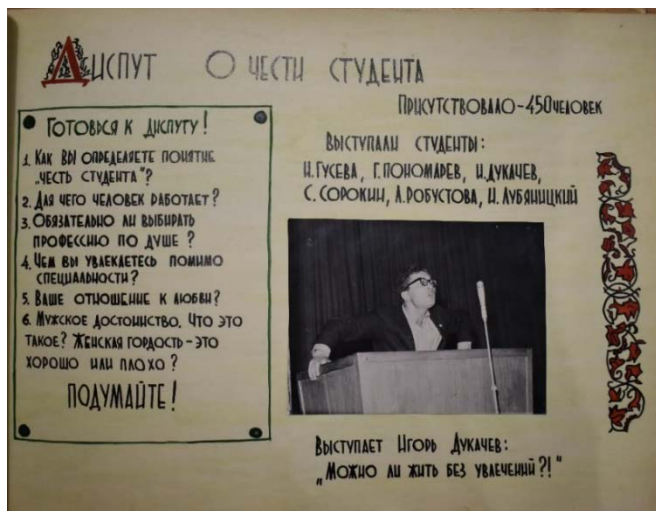 Диспут О чести студента
Присутствовало - 450 человек
Готовься к диспуту!
1. Как вы определяете понятие
„честь студента"?
2. Для чего человек работает?
3. Обязательно ли выбирать
профессию по душе?
4. Чем вы увлекаетесь помимо
специальности?
5. Ваше отношение к любви?
6. Мужское достоинство. Что это
такое? Женская гордость - это
хорошо или плохо?
Подумайте!
Выступали студенты:
Н. Гусева, Г. Пономарев, И. Дукачев,
С. Сорокин, А. Робустова, И. Лубяницкий
Выступает Игорь Дукачев:
„Можно ли жить без увлечений?!"